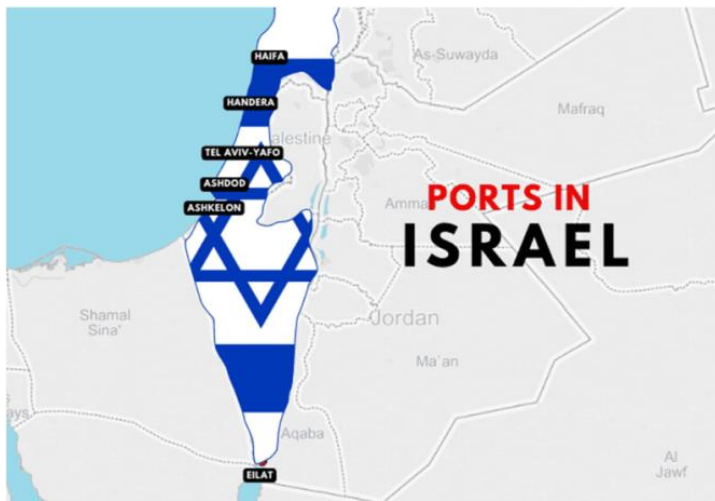 HAIFA
As-Suwayda
HANDERA
Mafraq
alestine
TEL AVIV-YAFO
ASHDOD
PORTS IN
Amma
ASHKELON
ISRAEL
Shamal
Sina'
Jordan
Ma'an
Aqaba
ays
Al
Jawf
EILAT